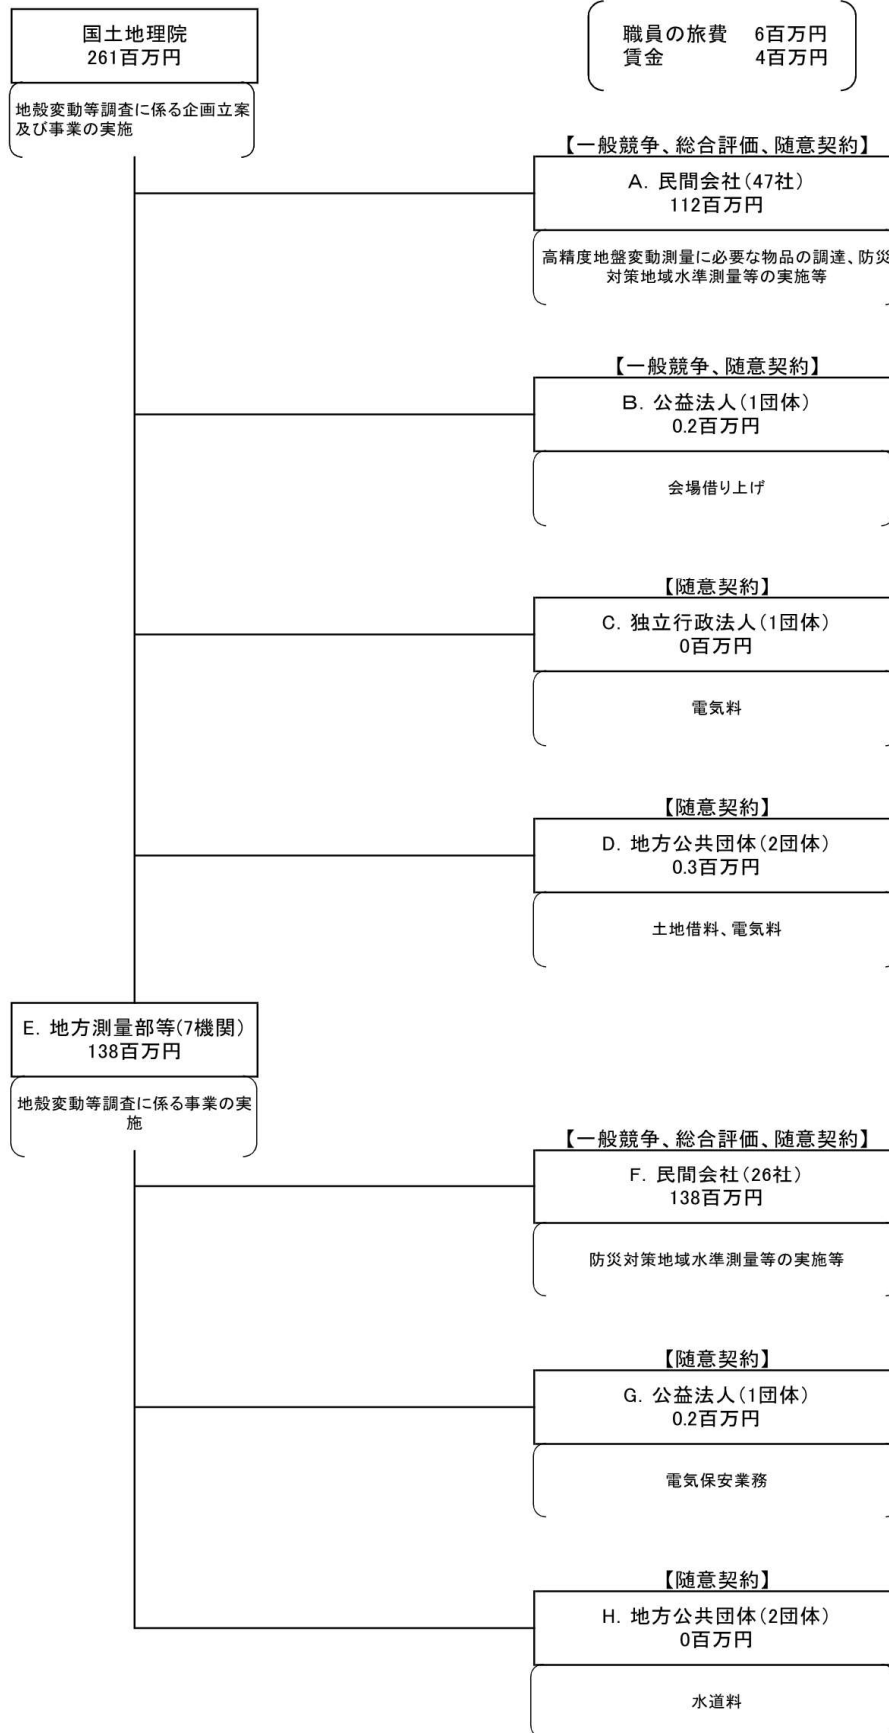 国土地理院
261百万円
地殻変動等調査に係る企画立案
及び事業の実施
職員の旅費 6百万円
賃金 4百万円
【一般競争、総合評価、随意契約】
A. 民間会社(47社)
112百万円
高精度地盤変動測量に必要な物品の調達、防災
対策地域水準測量等の実施等
【一般競争、随意契約】
B. 公益法人(1団体)
0.2百万円
会場借り上げ
【随意契約】
C. 独立行政法人(1団体)
0百万円
電気料
【随意契約】
D. 地方公共団体(2団体)
0.3百万円
土地借料、電気料
E. 地方測量部等(7機関)
138百万円
地殻変動等調査に係る事業の実
施
【一般競争、総合評価、随意契約】
F. 民間会社(26社)
138百万円
防災対策地域水準測量等の実施等
【随意契約】
G. 公益法人(1団体)
0.2百万円
電気保安業務
【随意契約】
H. 地方公共団体(2団体)
0百万円
水道料